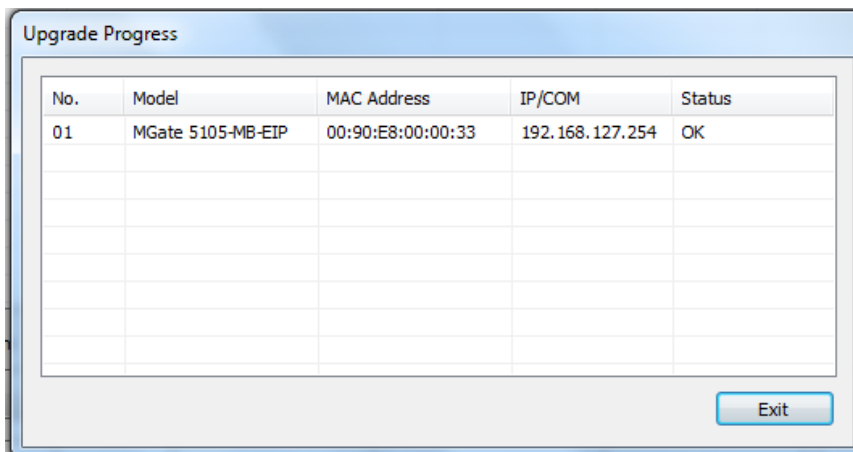 Upgrade Progress
No. Model MAC Address IP/COM Status
01 MGate 5105-MB-EIP 00:90:E8:00:00:33 192.168.127.254 OK
Exit